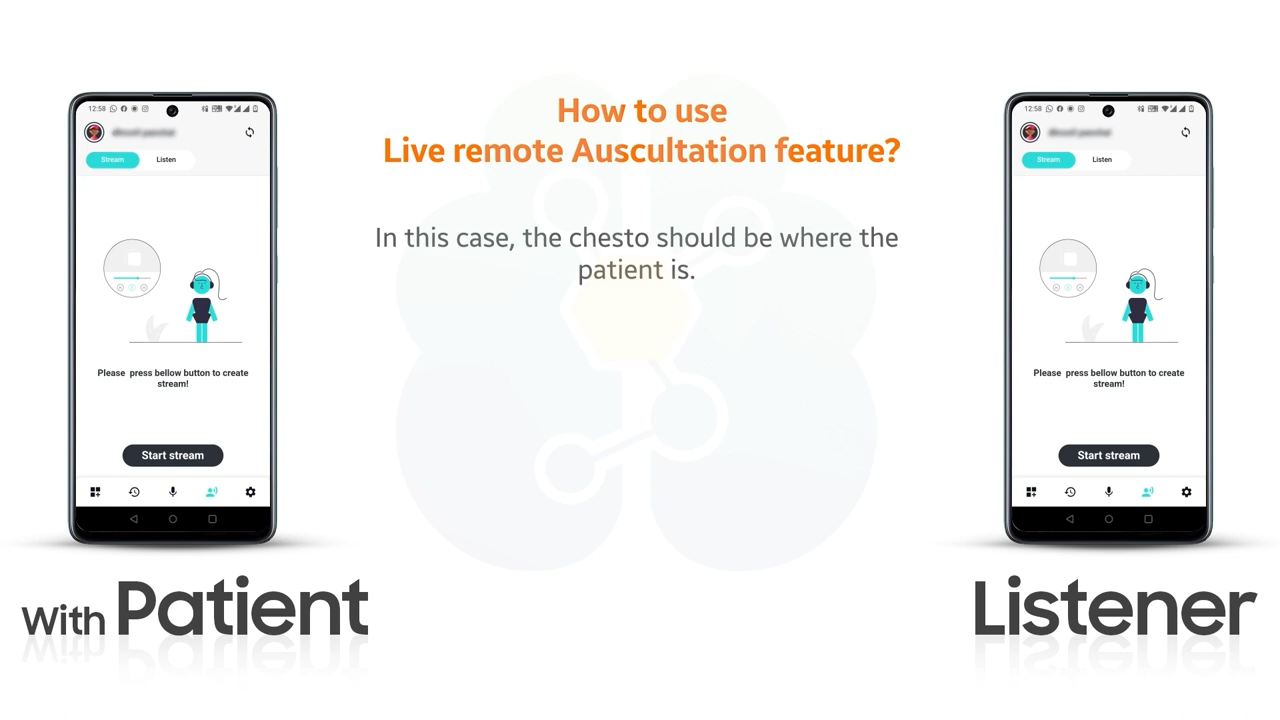 How to use
Live remote Auscultation feature?
In this case, the chesto should be where the
patient is.
12:58
Stream Listen
Please press bellow button to create
stream!
Start stream
With Patient
12:58
Stream Listen
Please press bellow button to create
stream!
Start stream
Listener